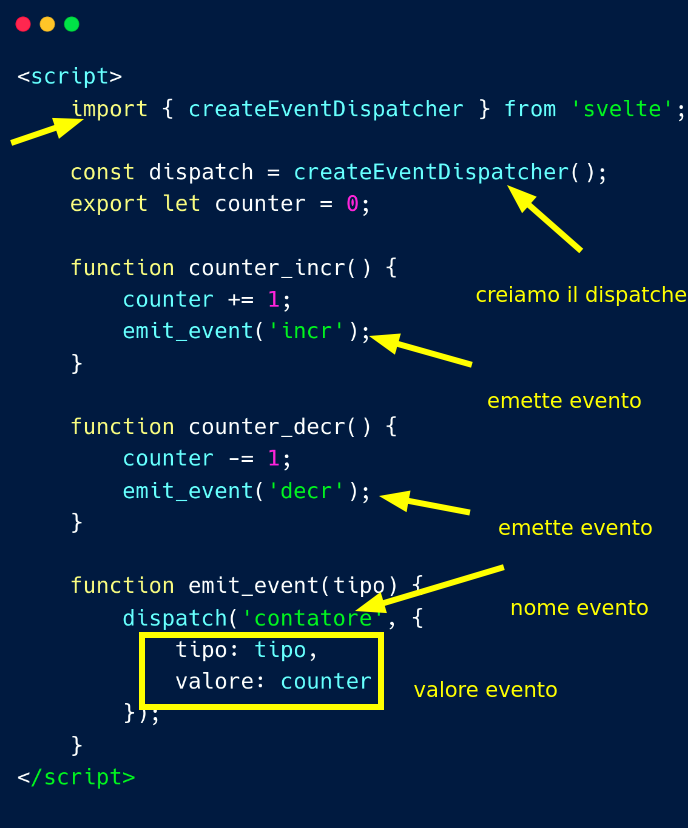 <script>
import { createEventDispatcher } from 'svelte';
const dispatch = createEventDispatcher();
export let counter = 0;
function counter_incr() {
creiamo il dispatche
counter += 1;
emit_event('incr');
}
emette evento
function counter_decr() {
counter -= 1;
emit_event('decr');
}
emette evento
function emit_event(tipo) {
nome evento
dispatch('contatore', {
tipo: tipo,
valore: counter
valore evento
});
}
</script>